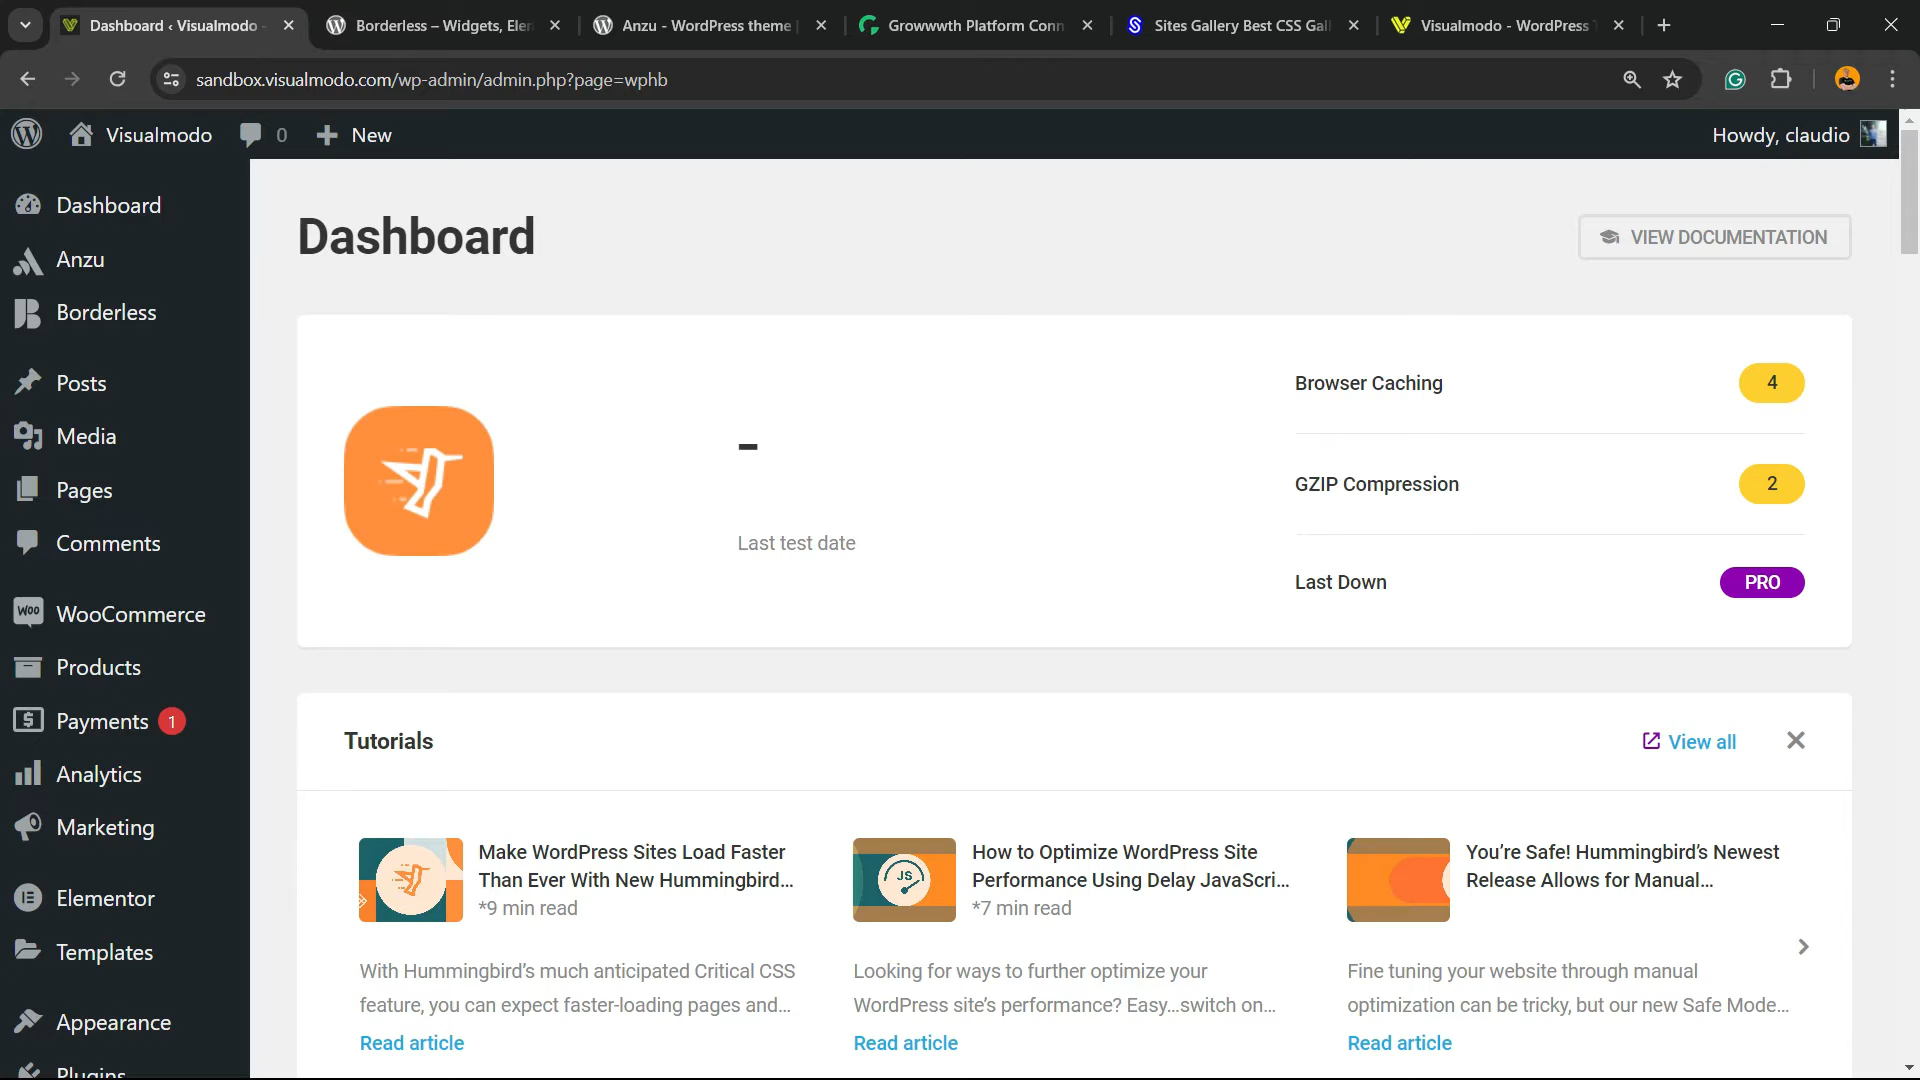 Dashboard ‹ Visualmodo
Borderless – Widgets, Eler
Anzu - WordPress theme
Growwwth Platform Conn
Sites Gallery Best CSS Gall
Visualmodo - WordPress T
sandbox.visualmodo.com/wp-admin/admin.php?page=wphb
Visualmodo
0
New
Howdy, claudio
Dashboard
Anzu
Borderless
Posts
Media
Pages
Comments
WOO
WooCommerce
Products
Payments 1
Analytics
Marketing
Elementor
Templates
Appearance
Plugins
Dashboard
VIEW DOCUMENTATION
-
Last test date
Browser Caching 4
GZIP Compression 2
Last Down PRO
Tutorials
View all
Make WordPress Sites Load Faster
Than Ever With New Hummingbird...
*9 min read
With Hummingbird’s much anticipated Critical CSS
feature, you can expect faster-loading pages and...
Read article
JS
How to Optimize WordPress Site
Performance Using Delay JavaScri...
*7 min read
Looking for ways to further optimize your
WordPress site’s performance? Easy...switch on...
Read article
You’re Safe! Hummingbird’s Newest
Release Allows for Manual...
Fine tuning your website through manual
optimization can be tricky, but our new Safe Mode...
Read article